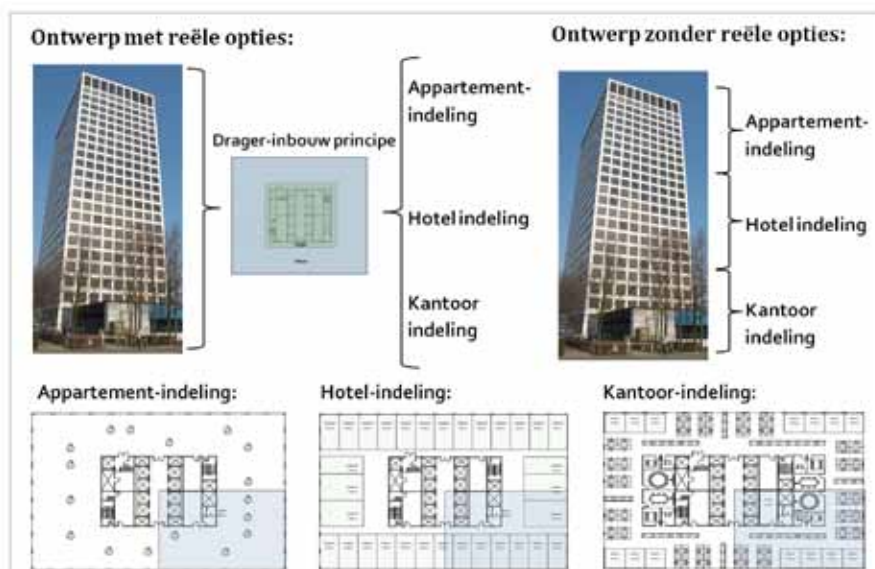 Ontwerp met reële opties:
Drager-inbouw principe
Appartement-
indeling
Hotel indeling
Kantoor
indeling
Ontwerp zonder reële opties:
Appartement-
indeling
Hotel indeling
Kantoor
indeling
Appartement-indeling:
Hotel-indeling:
Kantoor-indeling: